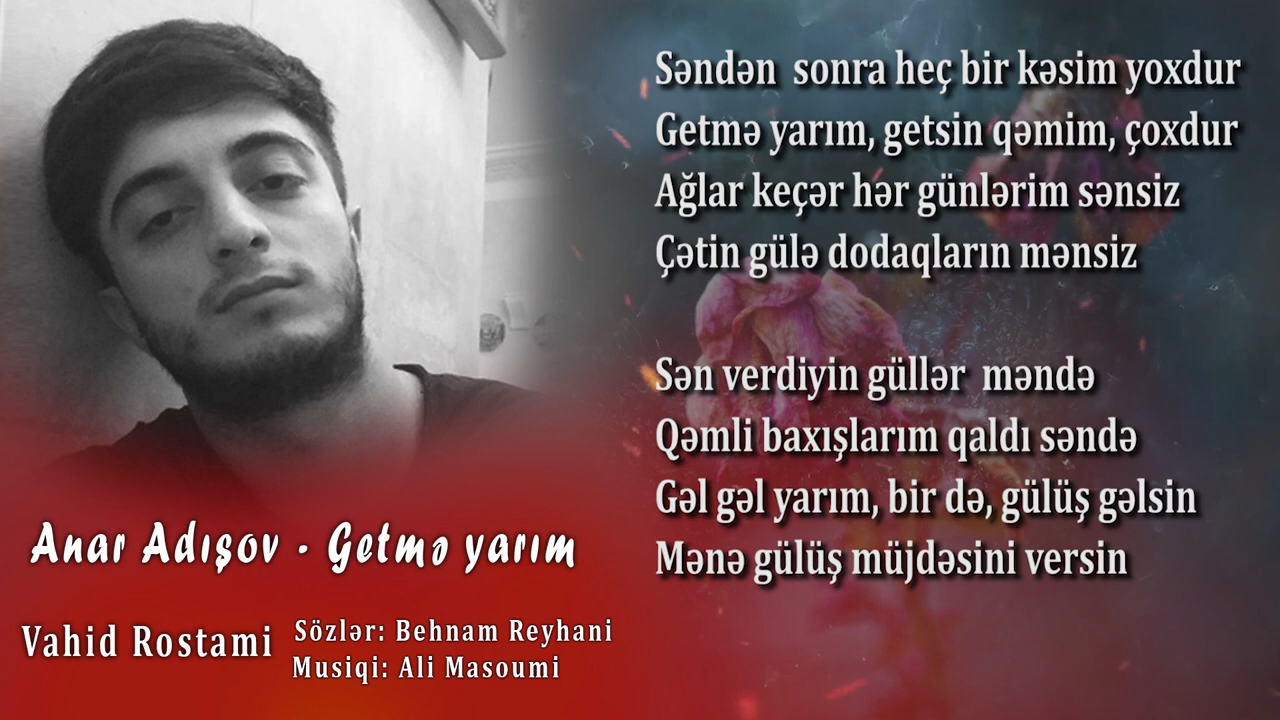 Səndən sonra heç bir kəsim yoxdur
Getmə yarım, getsin qəmim, çoxdur
Ağlar keçər hər günlərim sənsiz
Çətin gülə dodaqların mənsiz
Sən verdiyin güllər məndə
Qəmli baxışlarım qaldı səndə
Gəl gəl yarım, bir də, gülüş gəlsin
Mənə gülüş müjdəsini versin
Anar Adışov - Getmə yarım
Vahid Rostami
Sözlər: Behnam Reyhani
Musiqi: Ali Masoumi